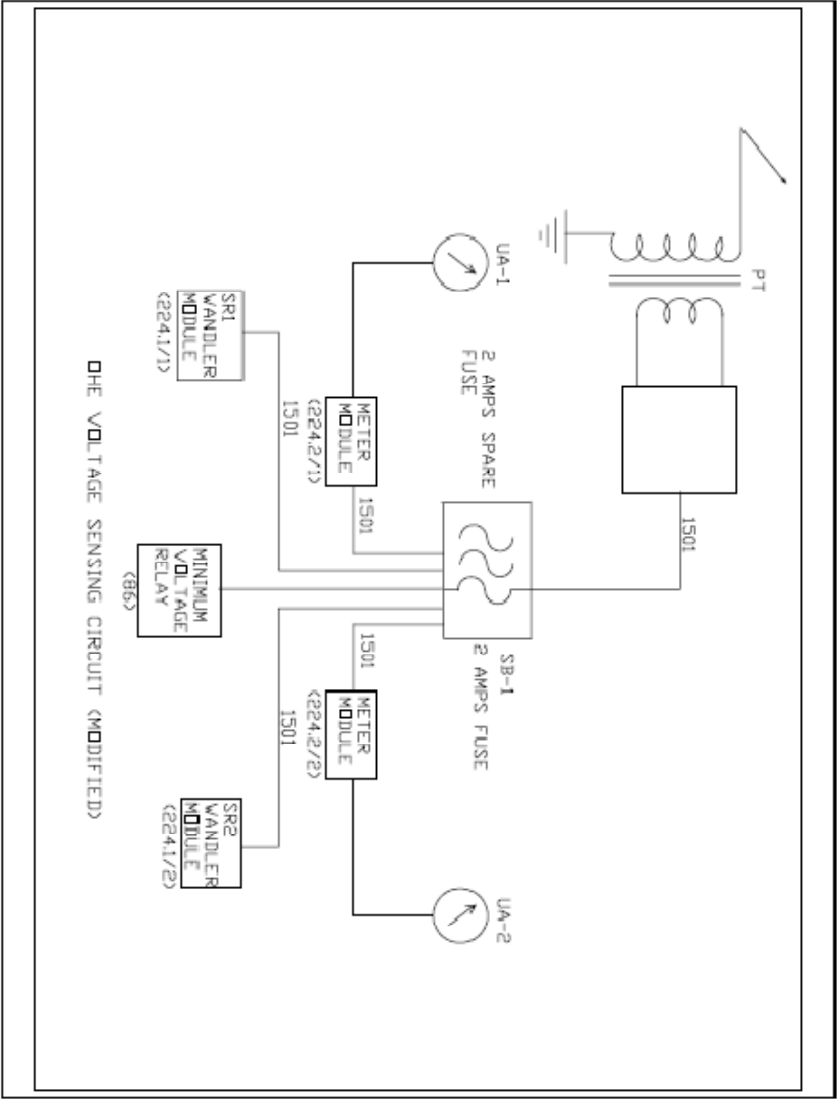 PT
1501
UA-1
2 AMPS SPARE
FUSE
SB-1
2 AMPS FUSE
UA-2
METER
MODULE
(224.2/1)
1501
1501
METER
MODULE
(224.2/2)
SR1
WANDLER
MODULE
(224.1/1)
1501
MINIMUM
VOLTAGE
RELAY
(86)
1501
SR2
WANDLER
MODULE
(224.1/2)
OHE VOLTAGE SENSING CIRCUIT (MODIFIED)